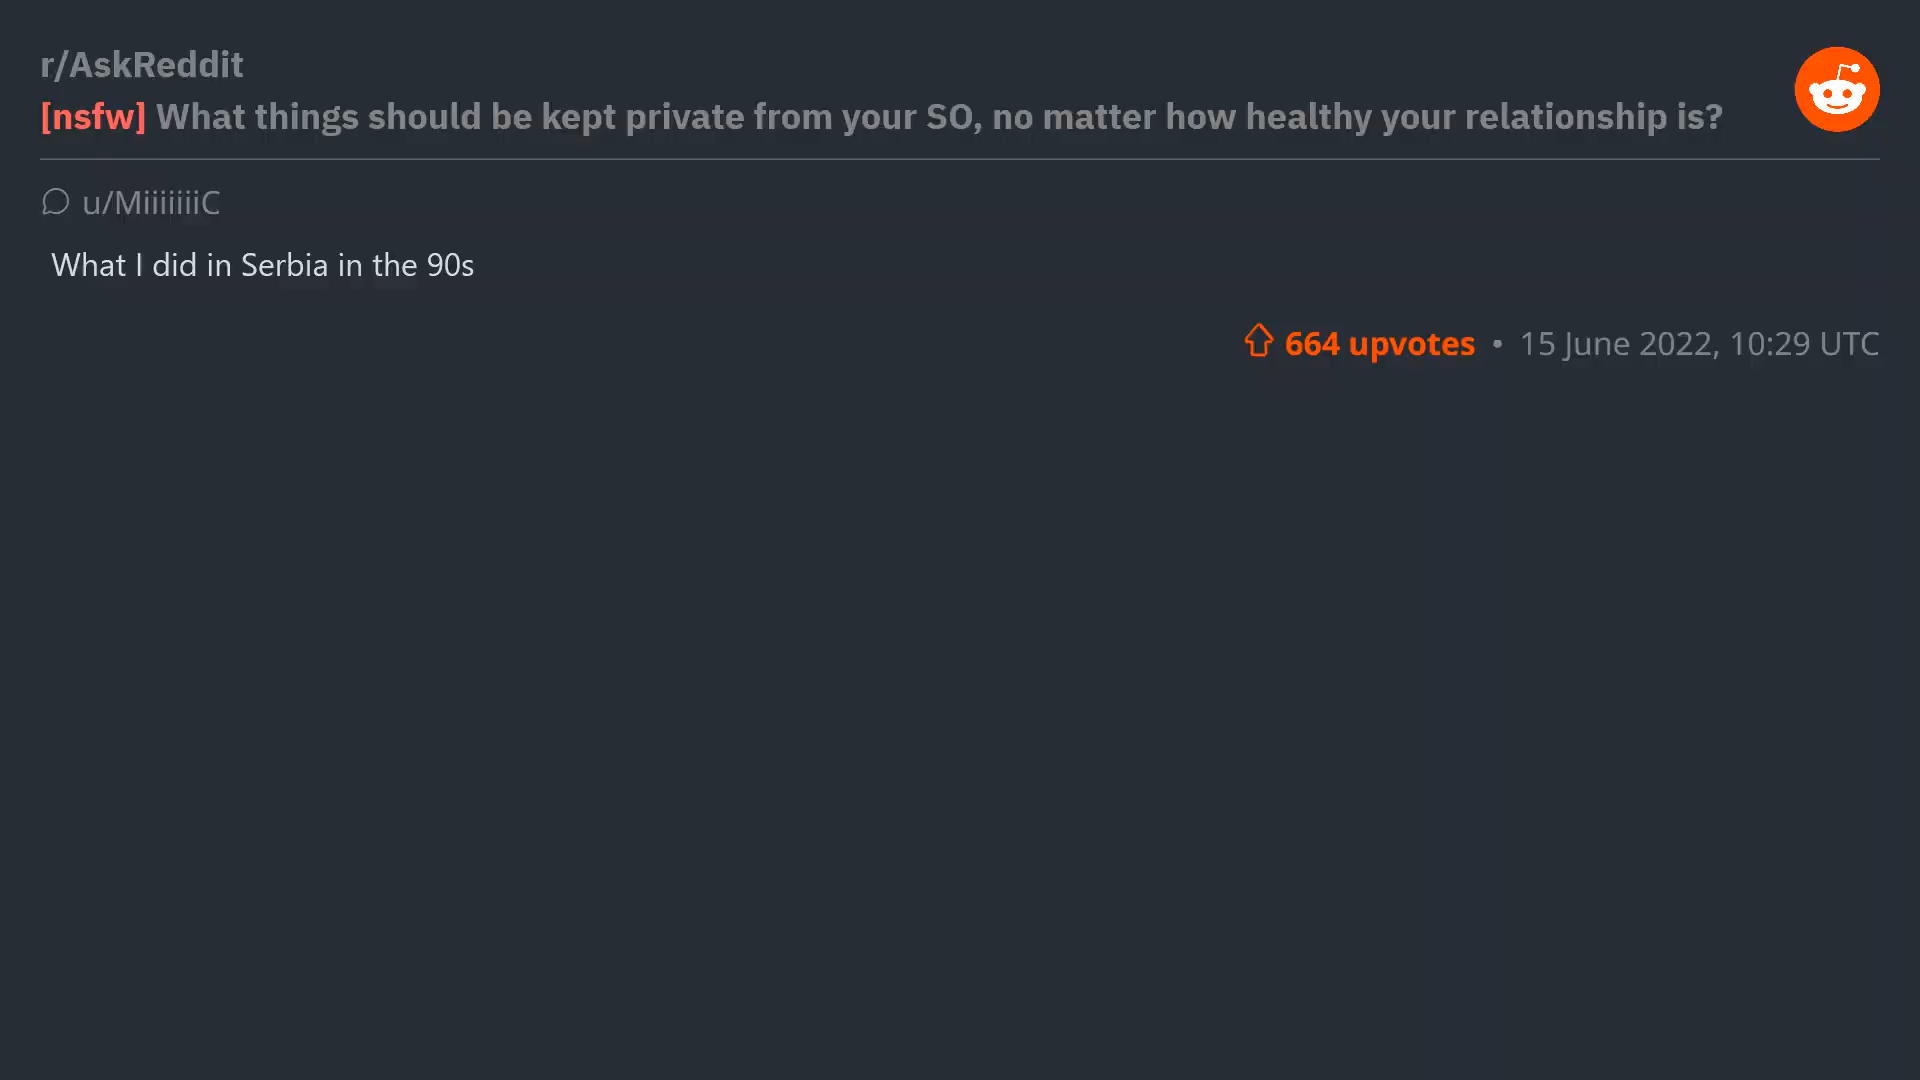 r/AskReddit
[nsfw] What things should be kept private from your SO, no matter how healthy your relationship is?
u/MiiiiiiiC
What I did in Serbia in the 90s
664 upvotes • 15 June 2022, 10:29 UTC